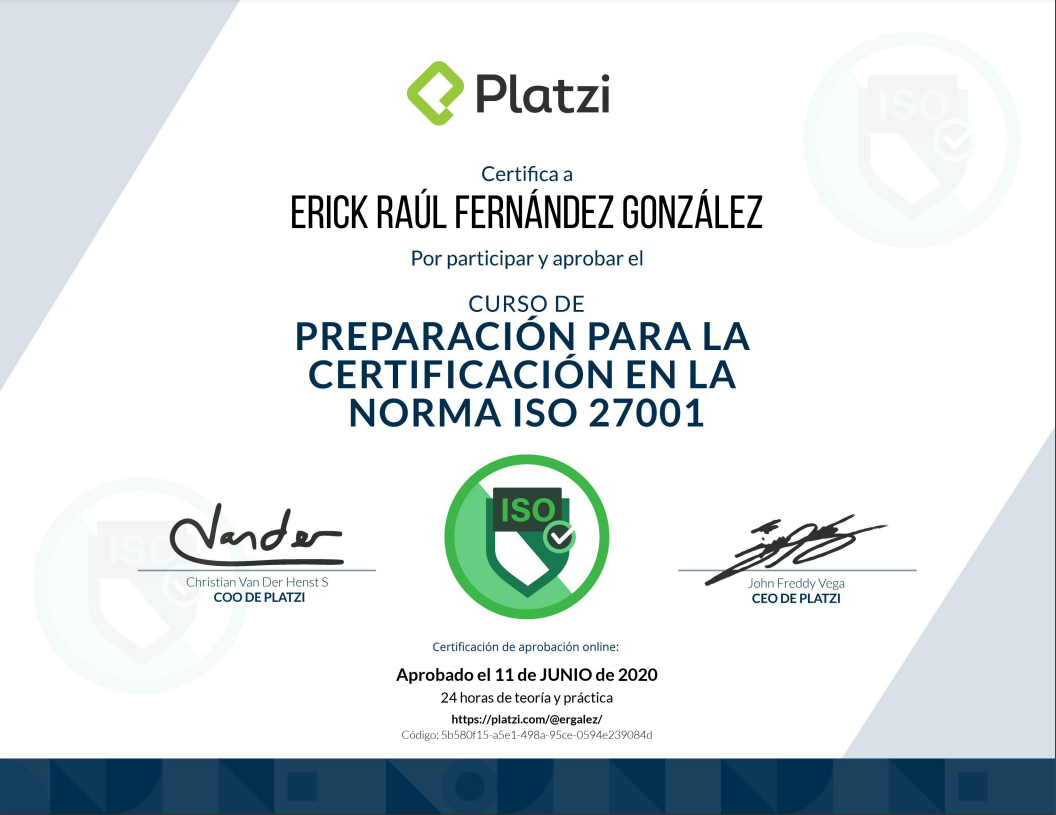 Platzi
ISO
Certifica a
ERICK RAÚL FERNÁNDEZ GONZÁLEZ
Por participar y aprobar el
CURSO DE
PREPARACIÓN PARA LA
CERTIFICACIÓN EN LA
NORMA ISO 27001
ISO
ISO
Vander
Christian Van Der Henst S
COO DE PLATZI
John Freddy Vega
CEO DE PLATZI
Certificación de aprobación online:
Aprobado el 11 de JUNIO de 2020
24 horas de teoría y práctica
https://platzi.com/@ergalez/
Código: 5b580f15-a5e1-498a-95ce-0594e239084d